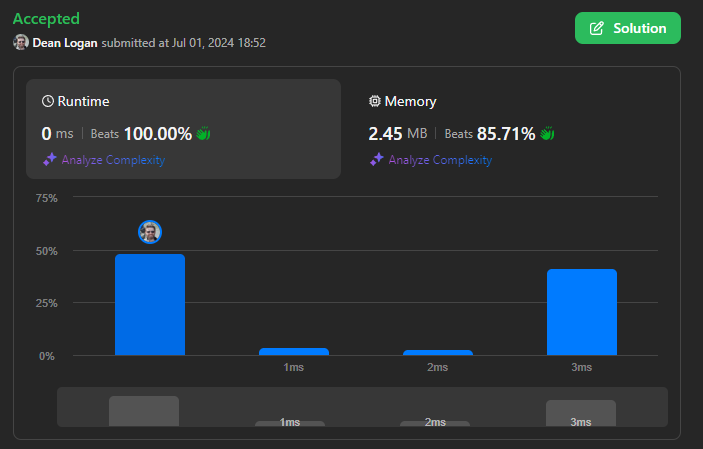 Accepted
Dean Logan submitted at Jul 01, 2024 18:52
Solution
Runtime
0 ms | Beats 100.00%
Analyze Complexity
Memory
2.45 MB | Beats 85.71%
Analyze Complexity
75%
50%
25%
0%
1ms 2ms 3ms
1ms 2ms 3ms